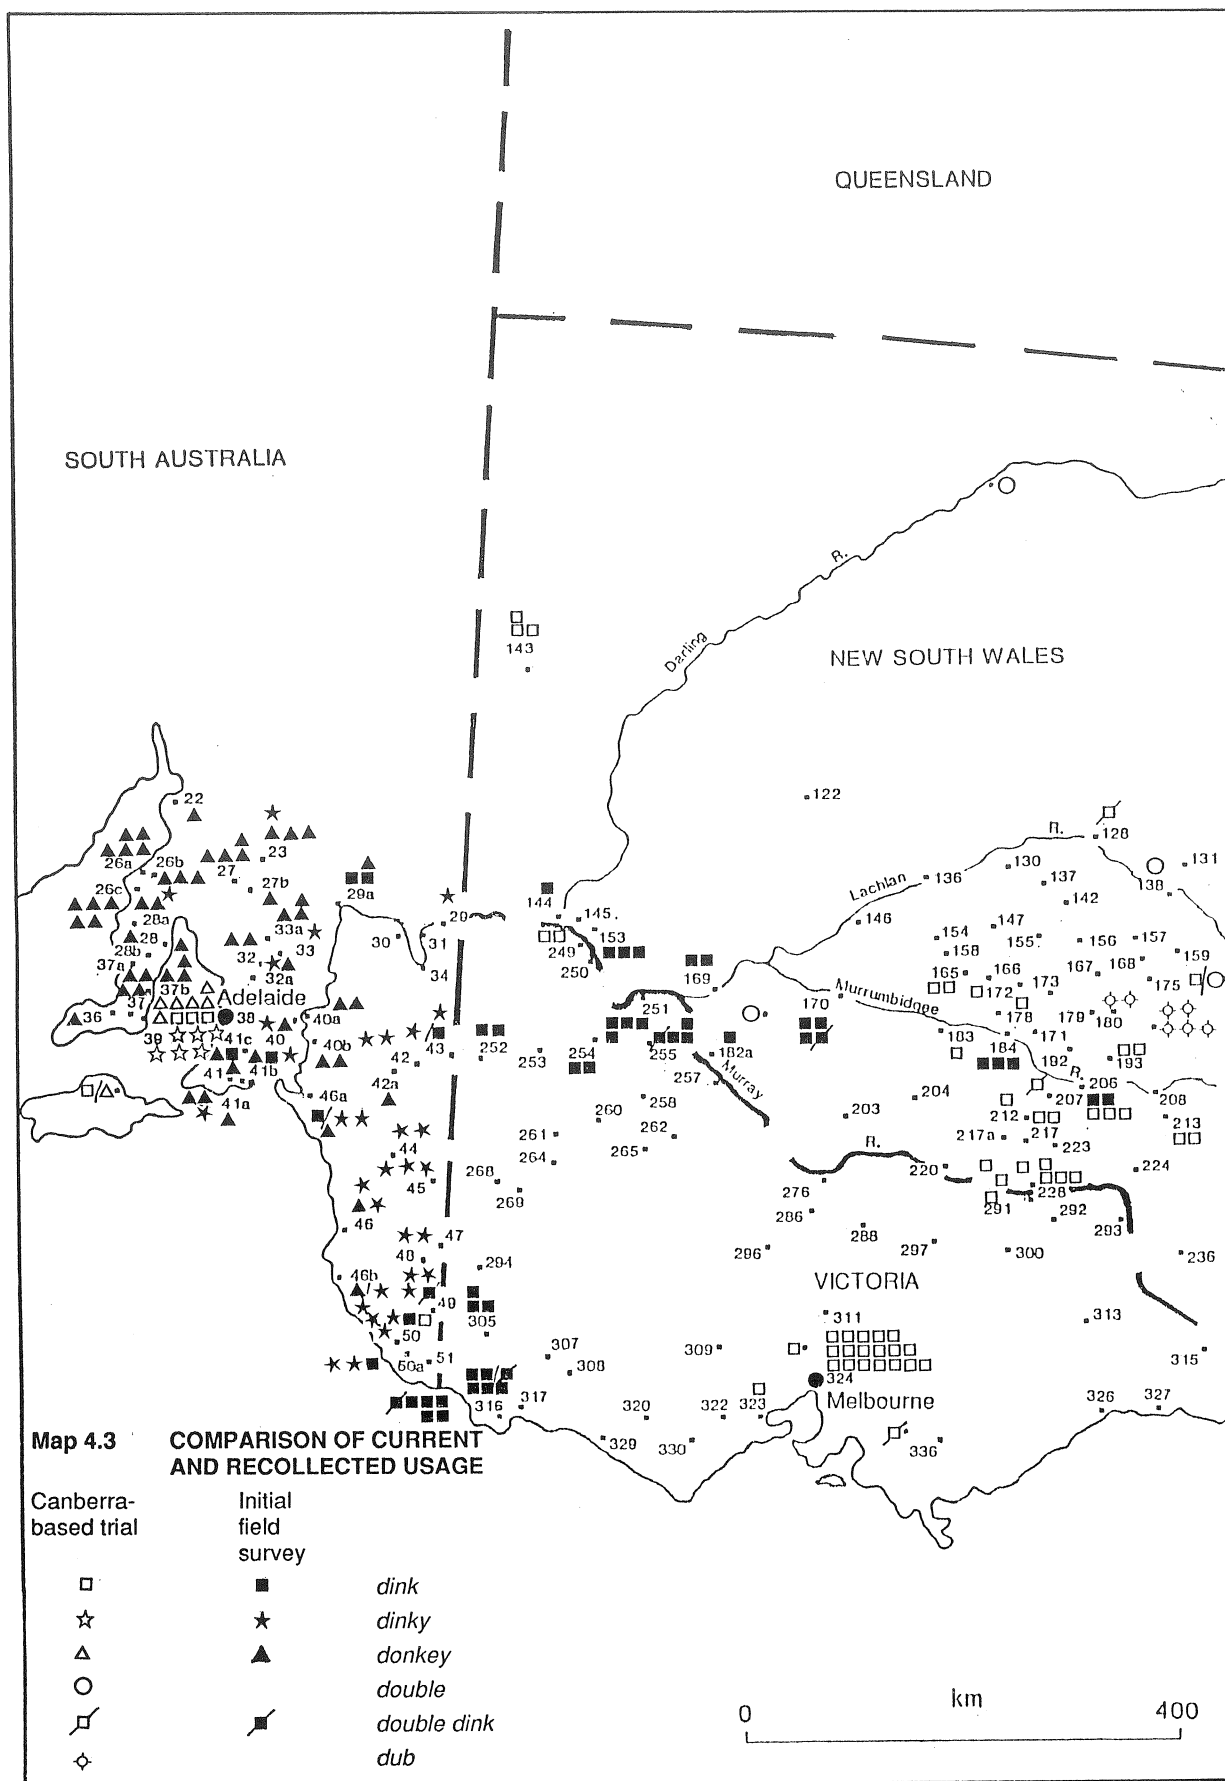 QUEENSLAND
SOUTH AUSTRALIA
R.
Darling
NEW SOUTH WALES
143
22
122
R.
128
23
26a
26b
27
27b
130
131
137
138
136
Lachlan
142
26c
29a
28a
33a
29
144
145
146
147
153
154
155
156
157
28
28b
30
31
33
32
249
158
159
37a
32a
34
250
169
165
166
167
168
37b
172
173
175
Adelaide
36
37
38
40a
251
170
Murrumbidgee
178
179
180
39
41c
40
40b
42
43
252
253
254
255
182a
183
184
171
192
193
R.
41
41b
42a
257
Murray
206
46a
258
204
207
208
41a
260
203
212
213
261
262
217a
217
223
44
264
265
R.
220
224
45
268
269
276
228
291
292
293
46
47
286
288
48
296
297
300
236
294
46b
VICTORIA
49
305
311
313
50
307
308
309
315
50a
51
324
Melbourne
316
317
320
322
323
326
327
329
330
336
Map 4.3 COMPARISON OF CURRENT
AND RECOLLECTED USAGE
Canberra-
based trial
Initial
field
survey
dink
dinky
donkey
double
double dink
dub
km
0 400